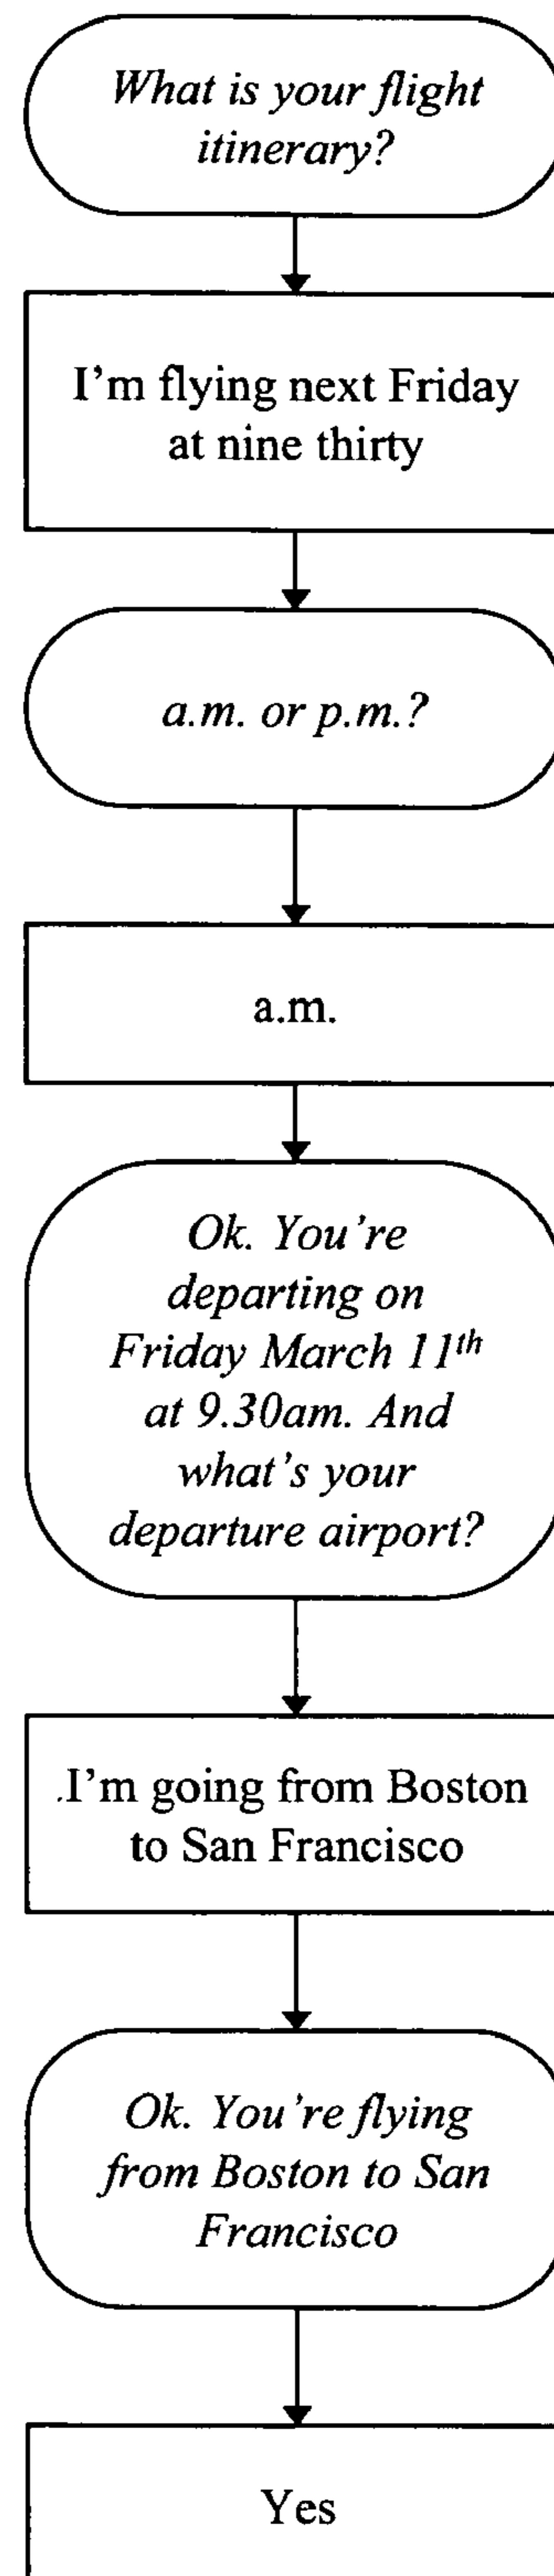 What is your flight
itinerary?
I'm flying next Friday
at nine thirty
a.m. or p.m.?
a.m.
Ok. You're
departing on
Friday March 11th
at 9.30am. And
what's your
departure airport?
I'm going from Boston
to San Francisco
Ok. You're flying
from Boston to San
Francisco
Yes